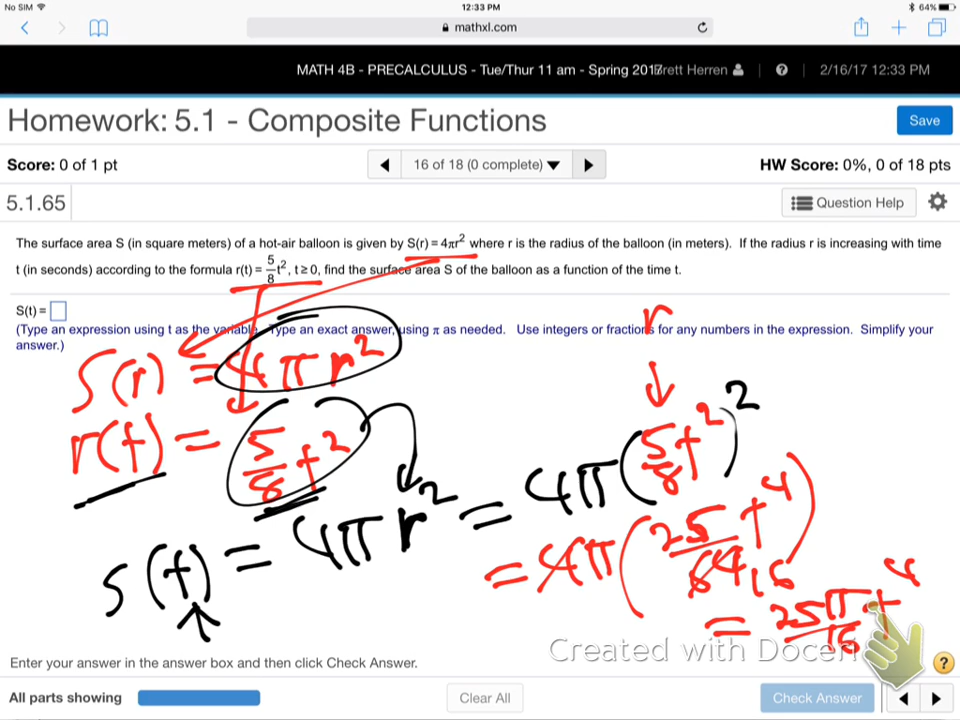 No SIM 12:33 PM 64%
mathxl.com
MATH 4B - PRECALCULUS - Tue/Thur 11 am - Spring 2017 Brett Herren ? 2/16/17 12:33 PM
Homework: 5.1 - Composite Functions Save
Score: 0 of 1 pt 16 of 18 (0 complete) HW Score: 0%, 0 of 18 pts
5.1.65 Question Help
The surface area S (in square meters) of a hot-air balloon is given by S(r) = 4πr² where r is the radius of the balloon (in meters). If the radius r is increasing with time
t (in seconds) according to the formula r(t) = 5/8 t², t ≥ 0, find the surface area S of the balloon as a function of the time t.
S(t) =
(Type an expression using t as the variable. Type an exact answer, using π as needed. Use integers or fractions for any numbers in the expression. Simplify your
answer.)
r
S(r) = 4πr²
r(t) = 5/8 t²
S(t) = 4πr² = 4π(5/8 t²)²
= 4π(25/64 t⁴) 16
= 25π/16 t⁴
Created with Doceri
Enter your answer in the answer box and then click Check Answer. ?
All parts showing Clear All Check Answer